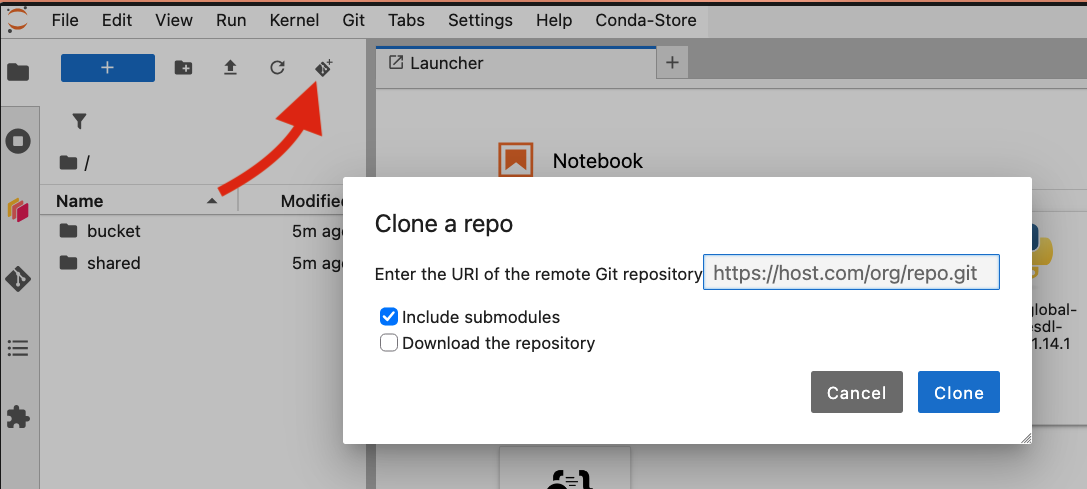 File Edit View Run Kernel Git Tabs Settings Help Conda-Store
+
Launcher
+
/
Notebook
Name Modified
bucket 5m ago
shared 5m ago
Clone a repo
Enter the URI of the remote Git repository https://host.com/org/repo.git
Include submodules
Download the repository
Cancel Clone
lobal-
sdl-
1.14.1